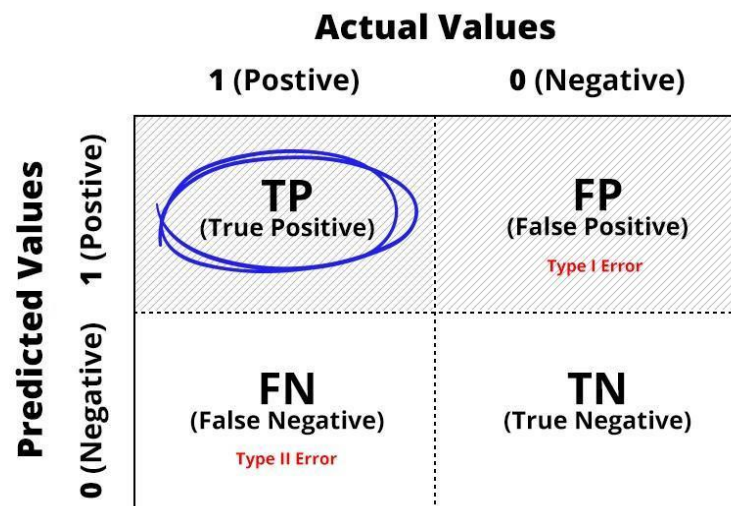 Actual Values
1 (Postive)
0 (Negative)
Predicted Values
1 (Postive)
TP
(True Positive)
FP
(False Positive)
Type I Error
0 (Negative)
FN
(False Negative)
Type II Error
TN
(True Negative)